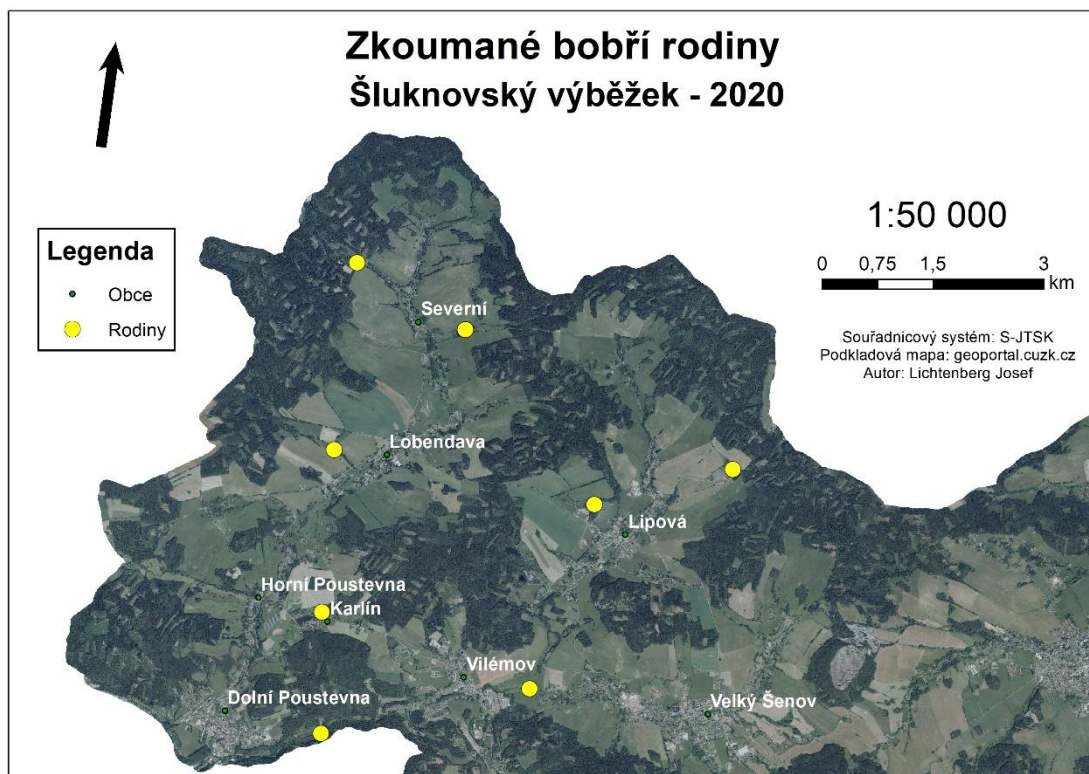 Zkoumané bobří rodiny
Šluknovský výběžek - 2020
1:50 000
0 0,75 1,5 3
km
Legenda
Obce
Rodiny
Souřadnicový systém: S-JTSK
Podkladová mapa: geoportal.cuzk.cz
Autor: Lichtenberg Josef
Severní
Lobendava
Lipová
Horní Poustevna
Karlín
Vilémov
Dolní Poustevna
Velký Šenov